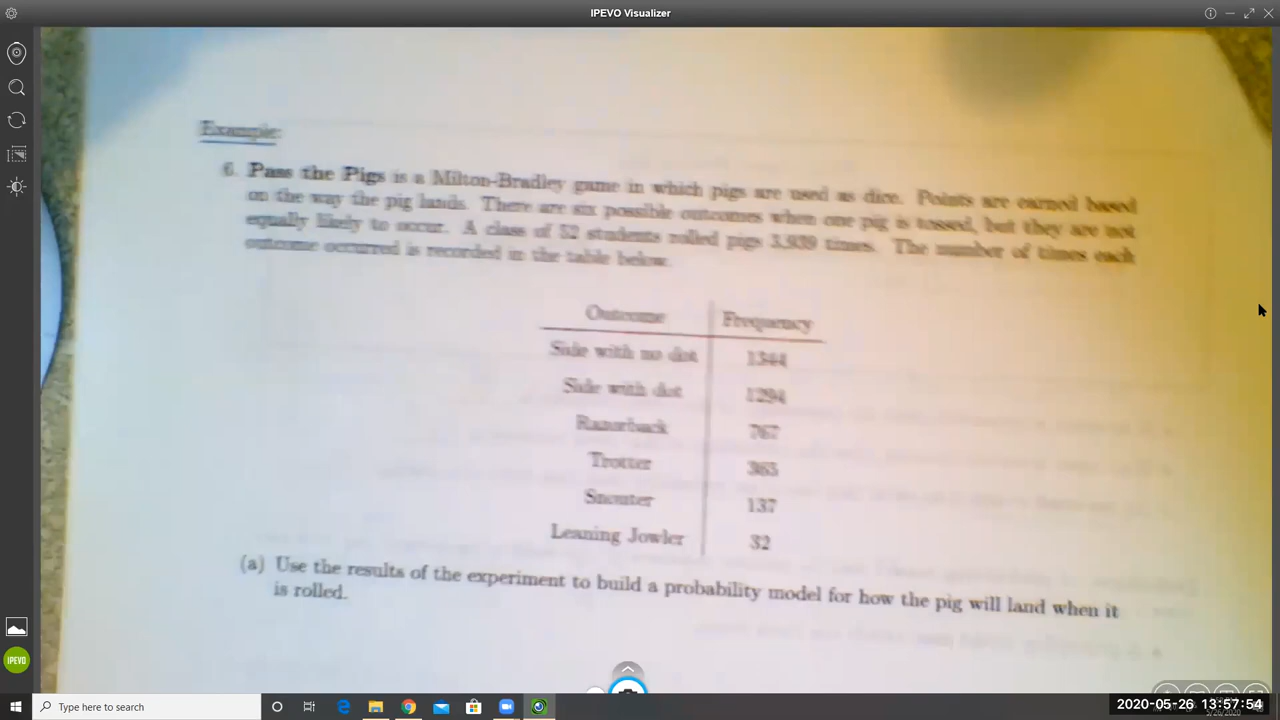 IPEVO Visualizer
Example:
6. Pass the Pigs is a Milton-Bradley game in which pigs are used as dice. Points are earned based
on the way the pig lands. There are six possible outcomes when one pig is tossed, but they are not
equally likely to occur. A class of 52 students rolled pigs 3,939 times. The number of times each
outcome occurred is recorded in the table below.
Outcome Frequency
Side with no dot 1344
Side with dot 1294
Razorback 767
Trotter 365
Snouter 137
Leaning Jowler 32
(a) Use the results of the experiment to build a probability model for how the pig will land when it
is rolled.
IPEVO
Type here to search
2020-05-26 13:57:54